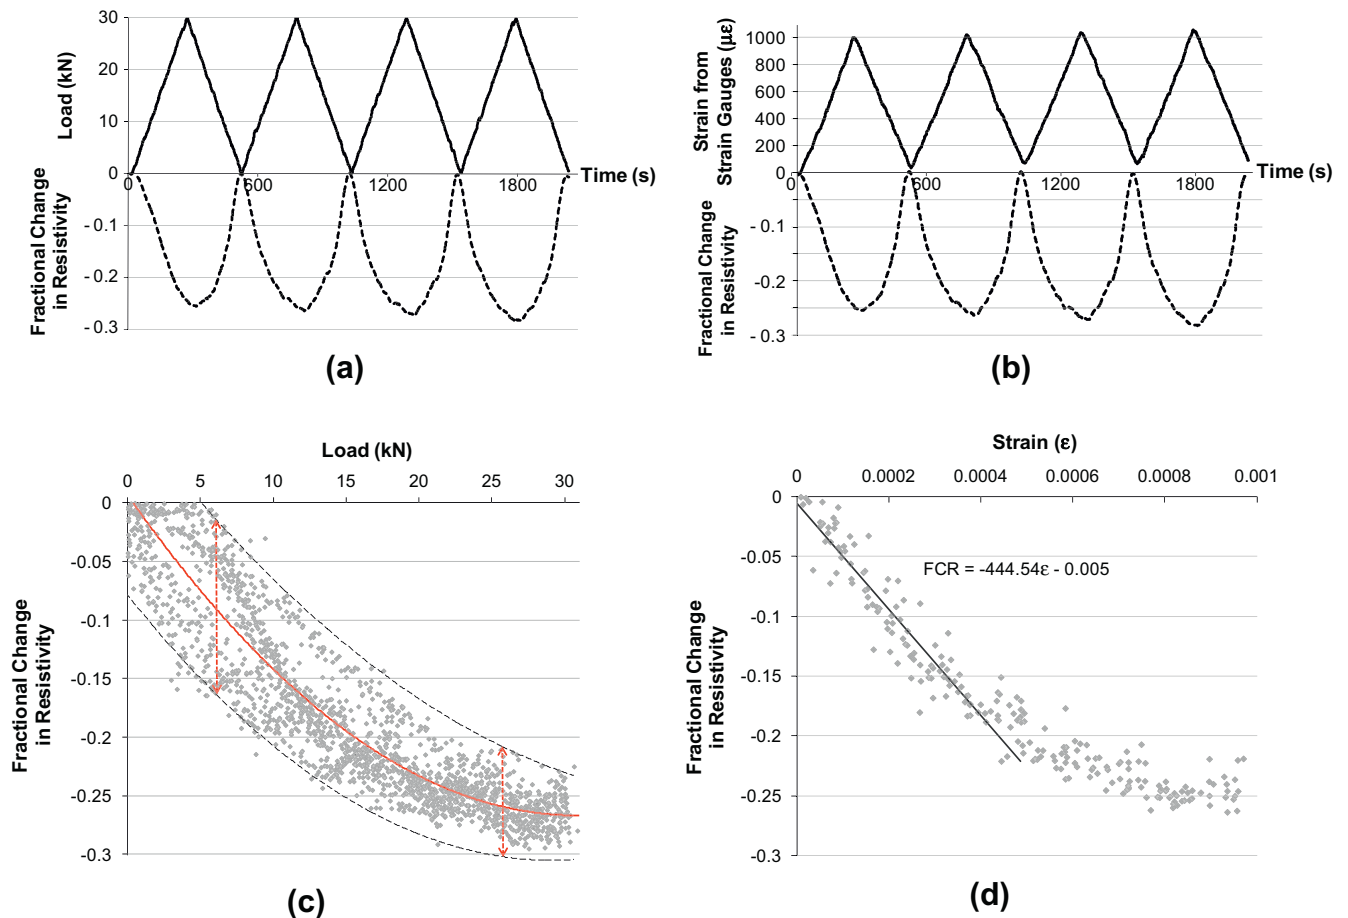 30
20
10
0
Load (kN)
0
600
1200
1800
Time (s)
- 0.1
- 0.2
- 0.3
Fractional Change
in Resistivity
(a)
1000
800
600
400
200
0
Strain from
Strain Gauges (με)
0
600
1200
1800
Time (s)
- 0.1
- 0.2
- 0.3
Fractional Change
in Resistivity
(b)
Load (kN)
0
5
10
15
20
25
30
0
-0.05
-0.1
-0.15
-0.2
-0.25
-0.3
Fractional Change
in Resistivity
(c)
Strain (ε)
0
0.0002
0.0004
0.0006
0.0008
0.001
0
-0.05
-0.1
-0.15
-0.2
-0.25
-0.3
FCR = -444.54ε - 0.005
Fractional Change
in Resistivity
(d)